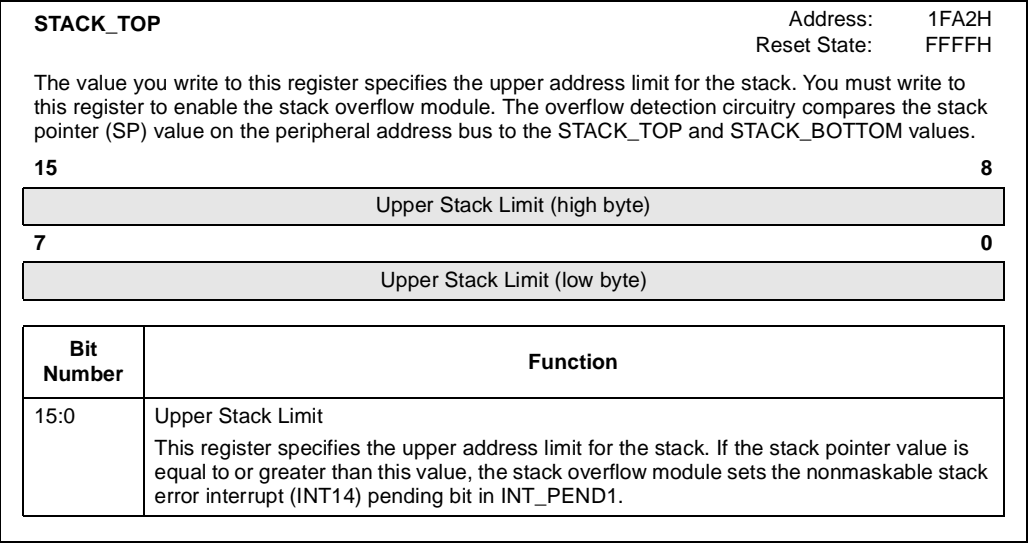 STACK_TOP
Address: 1FA2H
Reset State: FFFFH
The value you write to this register specifies the upper address limit for the stack. You must write to
this register to enable the stack overflow module. The overflow detection circuitry compares the stack
pointer (SP) value on the peripheral address bus to the STACK_TOP and STACK_BOTTOM values.
15 8
Upper Stack Limit (high byte)
7 0
Upper Stack Limit (low byte)
Bit
Number
Function
15:0 Upper Stack Limit
This register specifies the upper address limit for the stack. If the stack pointer value is
equal to or greater than this value, the stack overflow module sets the nonmaskable stack
error interrupt (INT14) pending bit in INT_PEND1.